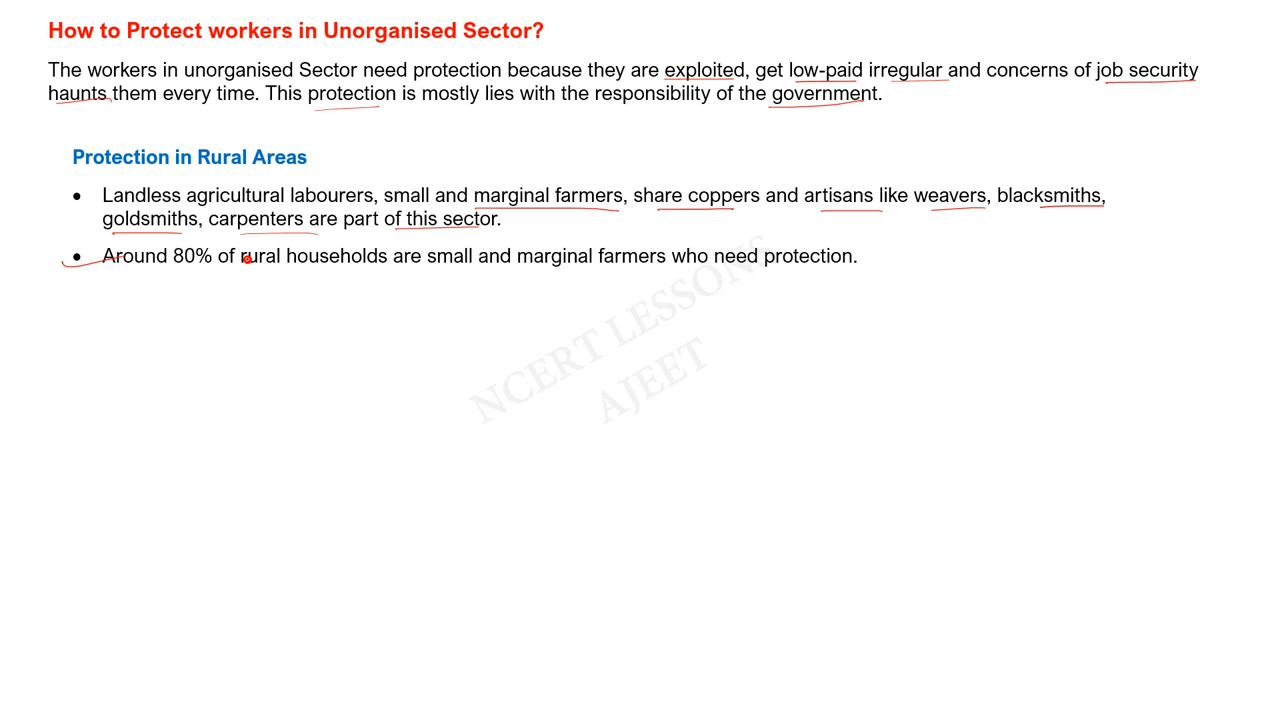 How to Protect workers in Unorganised Sector?
The workers in unorganised Sector need protection because they are exploited, get low-paid irregular and concerns of job security
haunts them every time. This protection is mostly lies with the responsibility of the government.
Protection in Rural Areas
• Landless agricultural labourers, small and marginal farmers, share coppers and artisans like weavers, blacksmiths,
goldsmiths, carpenters are part of this sector.
• Around 80% of rural households are small and marginal farmers who need protection.
NCERT LESSONS
AJEET